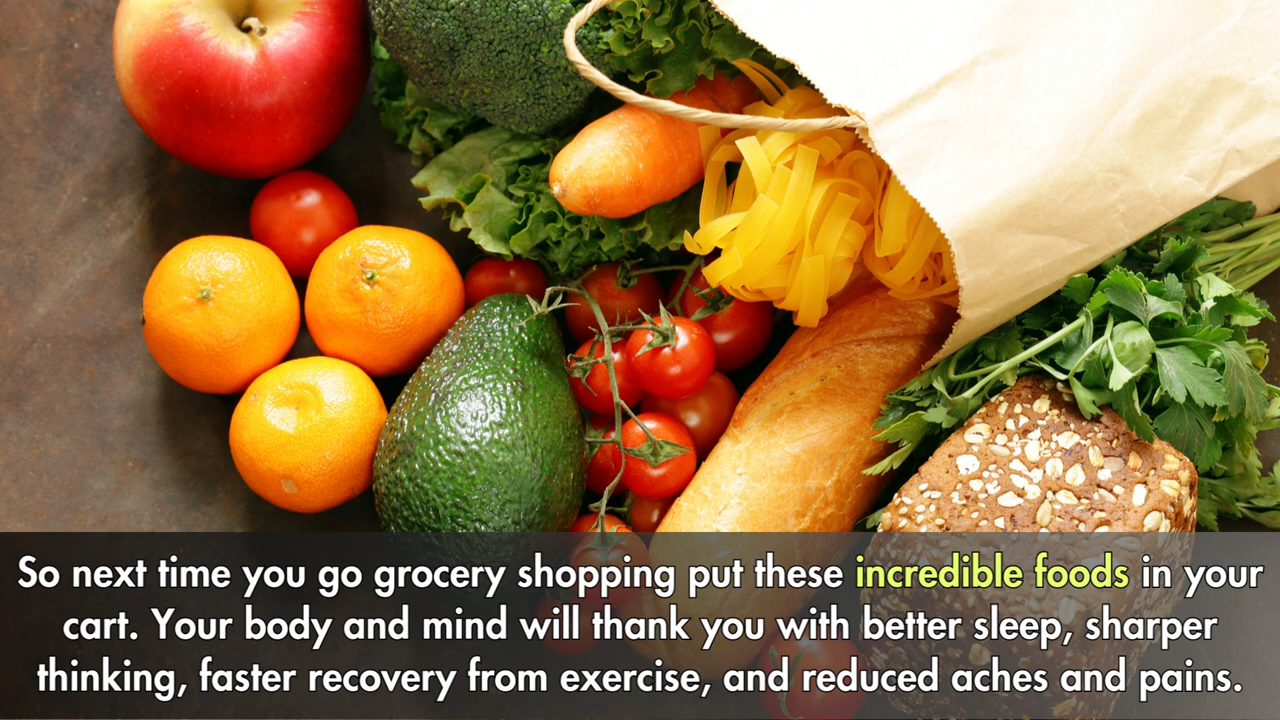 So next time you go grocery shopping put these incredible foods in your
cart. Your body and mind will thank you with better sleep, sharper
thinking, faster recovery from exercise, and reduced aches and pains.